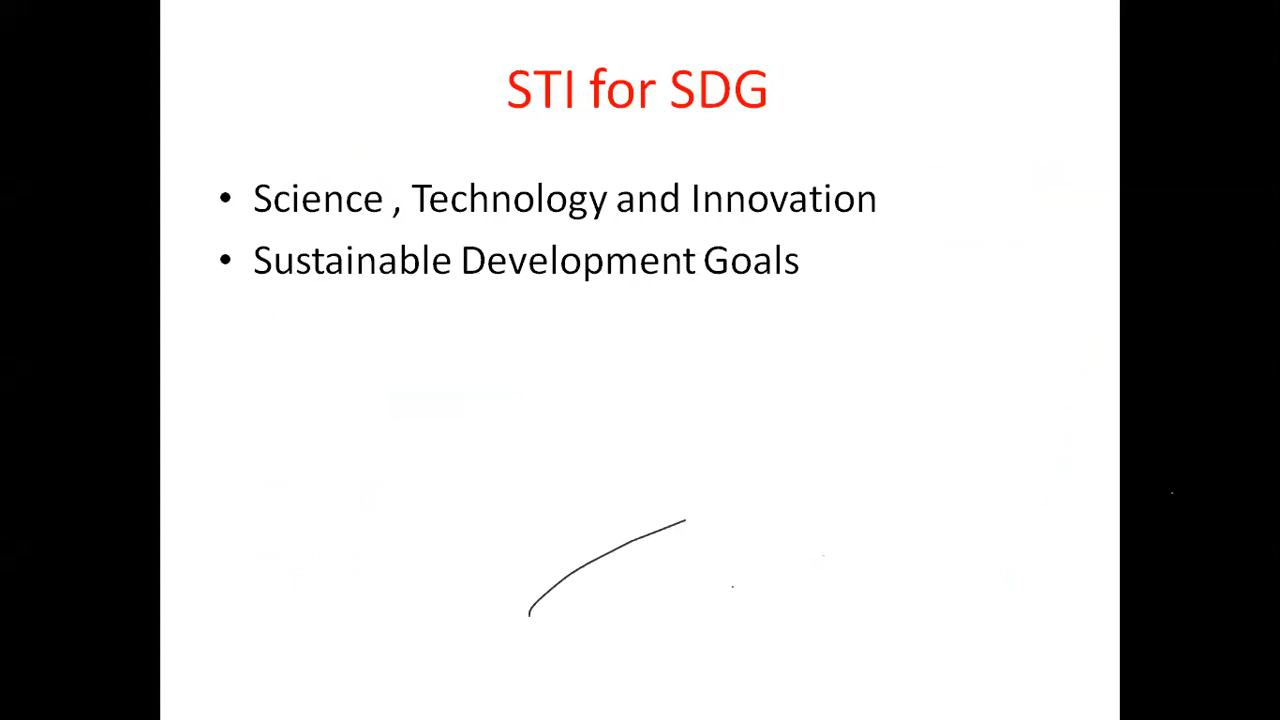 STI for SDG
• Science , Technology and Innovation
• Sustainable Development Goals